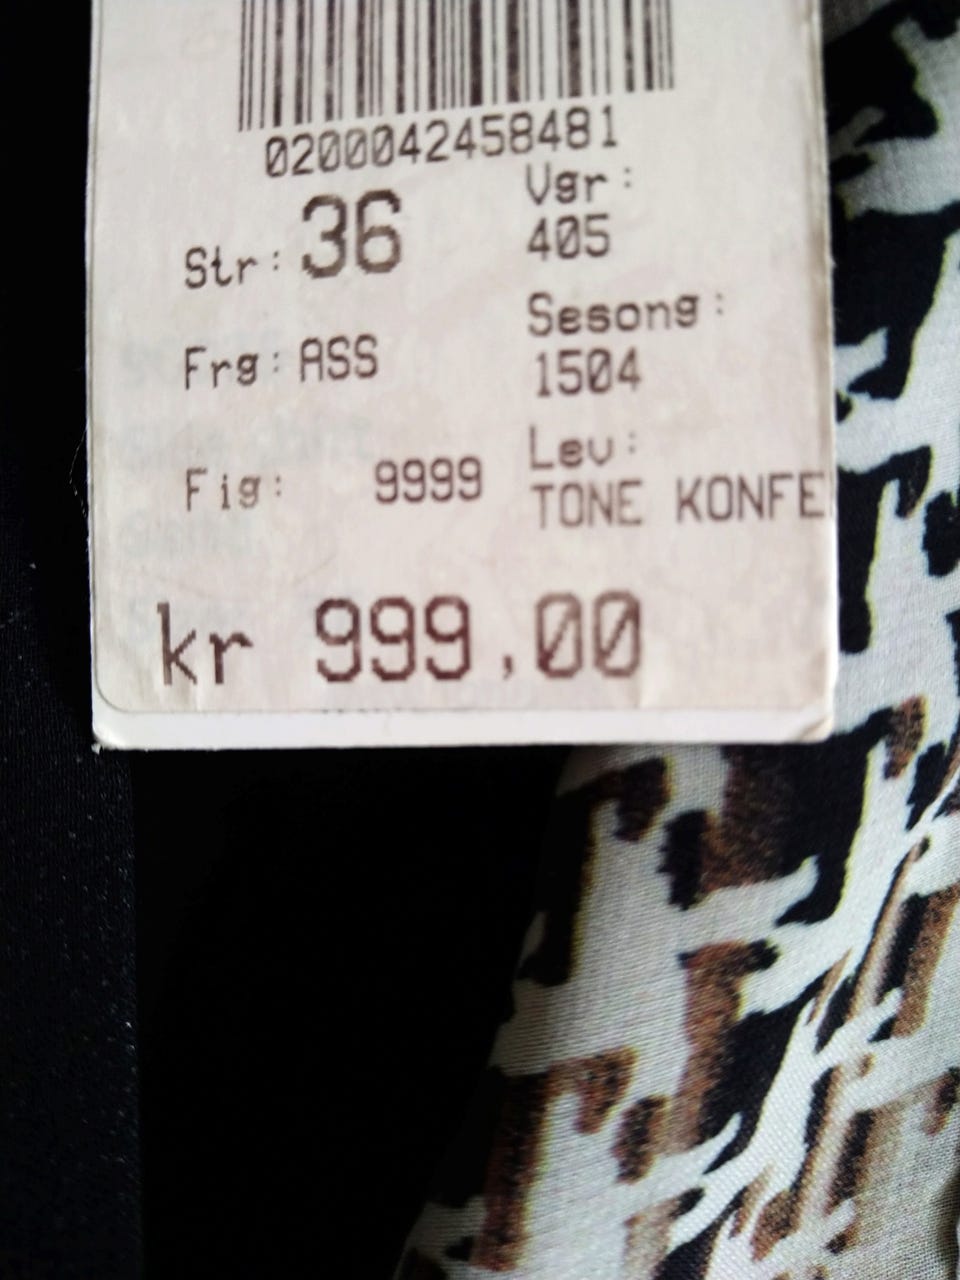 0200042458481
Str: 36
Vgr:
405
Frg: ASS
Sesong:
1504
Fig: 9999
Lev:
TONE KONFE
kr 999,00